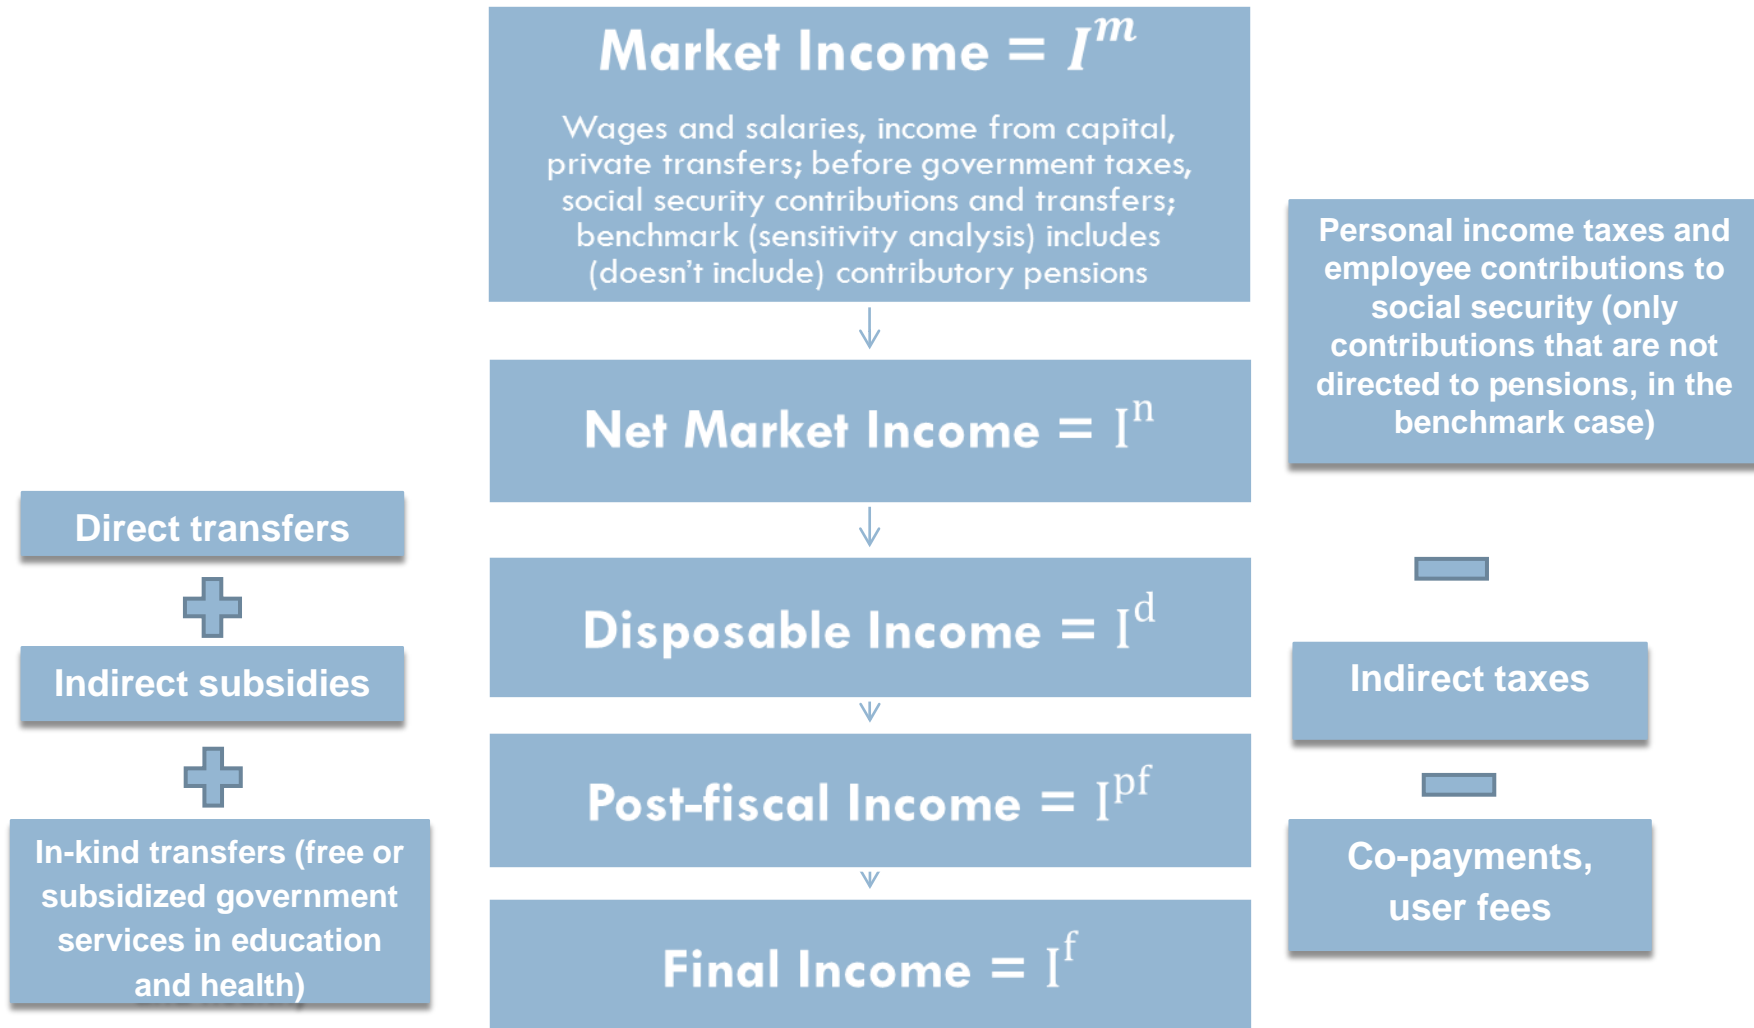 Market Income = I^m
Wages and salaries, income from capital,
private transfers; before government taxes,
social security contributions and transfers;
benchmark (sensitivity analysis) includes
(doesn't include) contributory pensions
Personal income taxes and
employee contributions to
social security (only
contributions that are not
directed to pensions, in the
benchmark case)
Net Market Income = I^n
Direct transfers
Disposable Income = I^d
Indirect subsidies
Indirect taxes
Post-fiscal Income = I^pf
In-kind transfers (free or
subsidized government
services in education
and health)
Co-payments,
user fees
Final Income = I^f